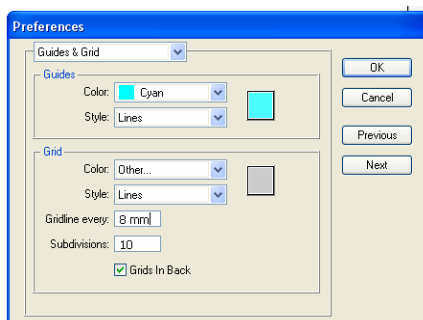 Preferences
Guides & Grid
OK
Guides
Color: Cyan
Cancel
Style: Lines
Previous
Grid
Next
Color: Other...
Style: Lines
Gridline every: 8 mm
Subdivisions: 10
Grids In Back